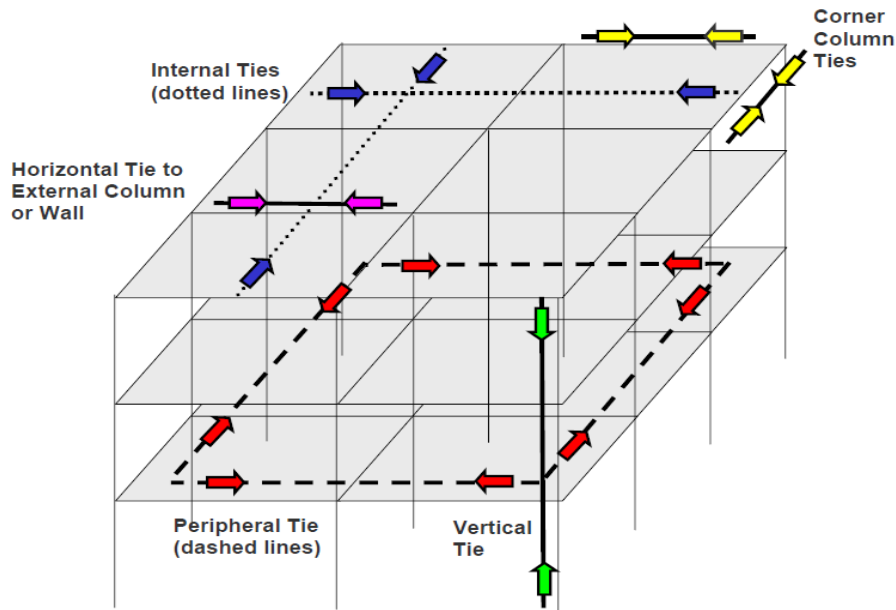 Corner
Column
Ties
Internal Ties
(dotted lines)
Horizontal Tie to
External Column
or Wall
Peripheral Tie
(dashed lines)
Vertical
Tie